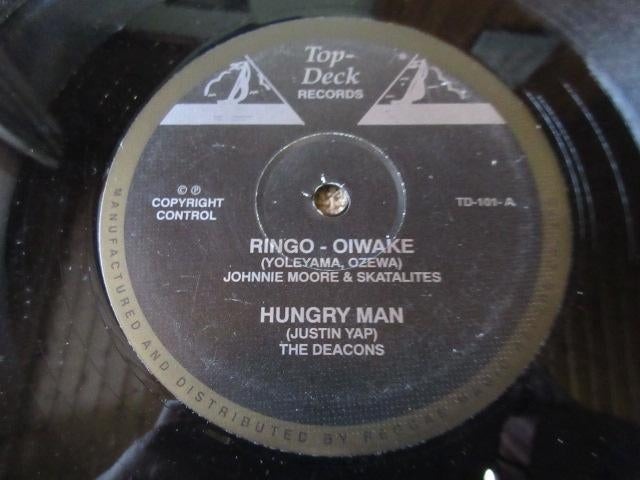 Top-
Deck
RECORDS
© ℗
COPYRIGHT
CONTROL
TD-101-A
RINGO - OIWAKE
(YOLEYAMA, OZEWA)
JOHNNIE MOORE & SKATALITES
HUNGRY MAN
(JUSTIN YAP)
THE DEACONS
MANUFACTURED AND DISTRIBUTED BY REGGAE